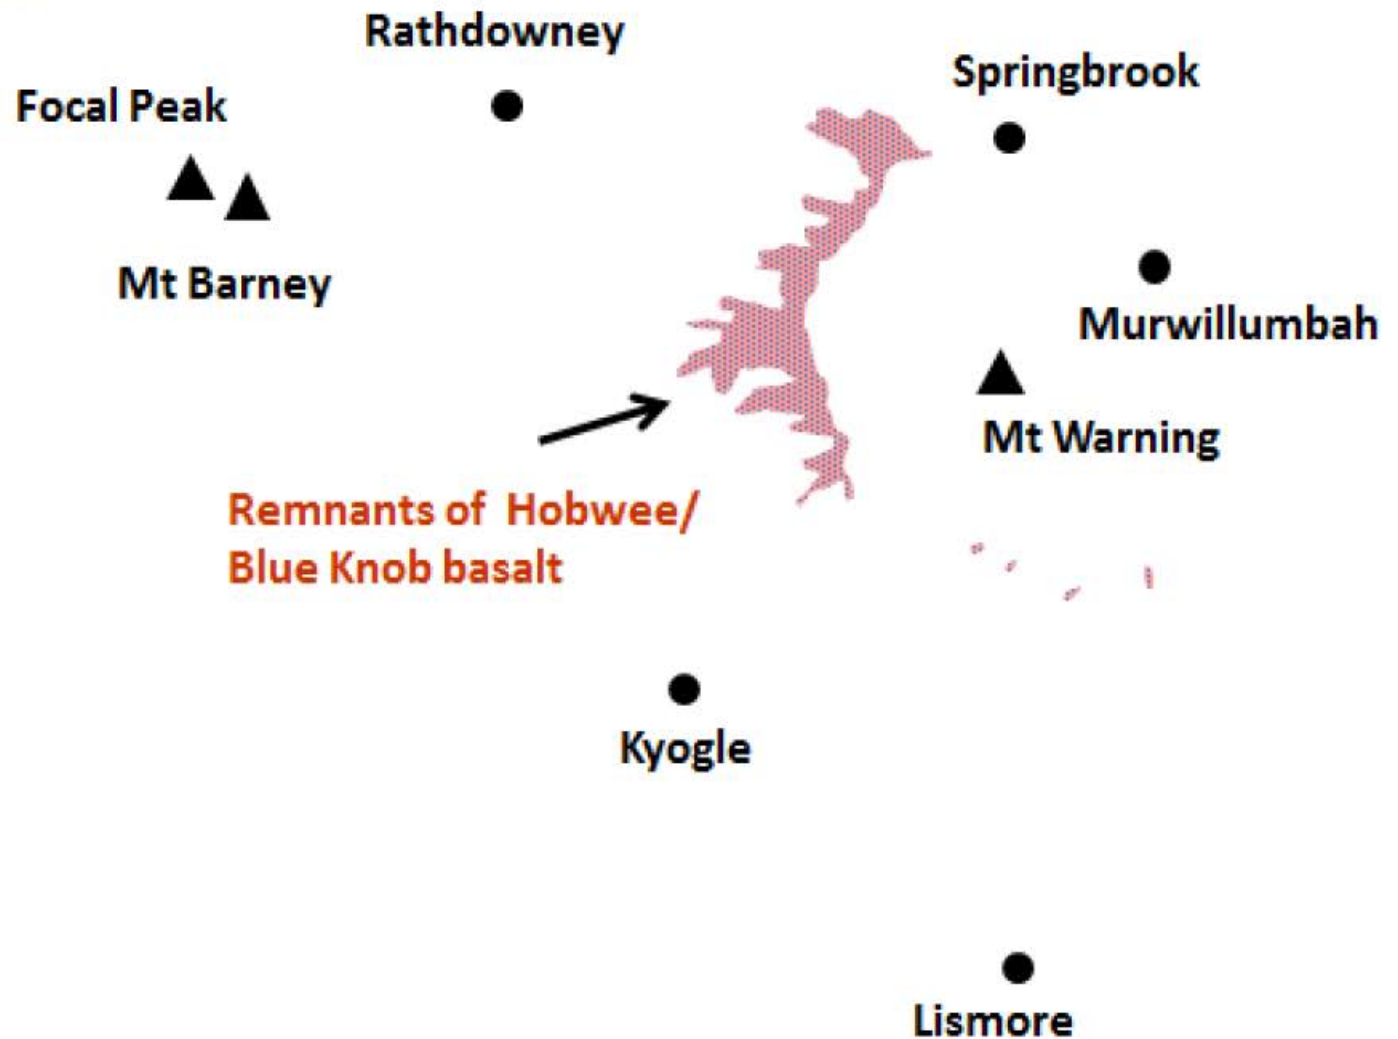 Rathdowney
Springbrook
Focal Peak
Mt Barney
Murwillumbah
Mt Warning
Remnants of Hobwee/
Blue Knob basalt
Kyogle
Lismore